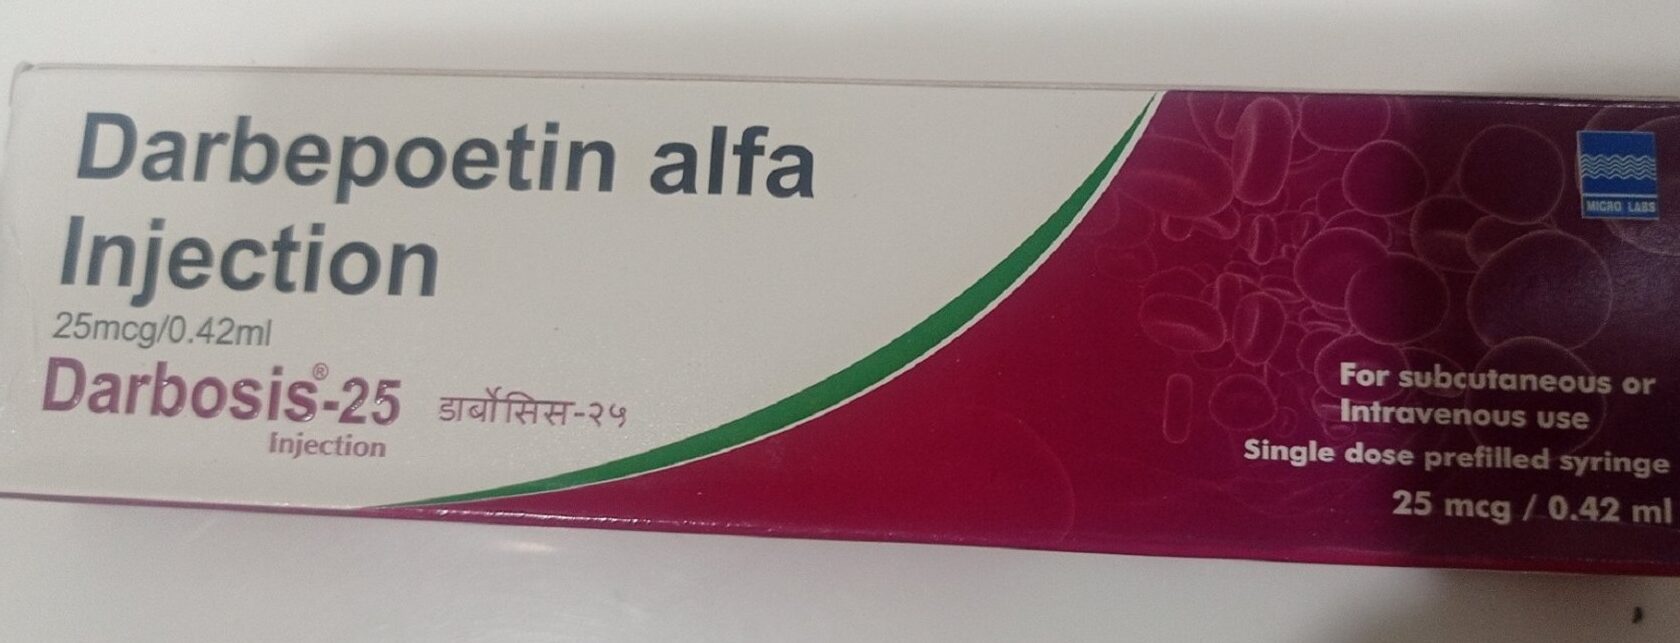 Darbepoetin alfa
Injection
25mcg/0.42ml
Darbosis®-25 डार्बोसिस-२५
Injection
MICRO LABS
For subcutaneous or
Intravenous use
Single dose prefilled syringe
25 mcg / 0.42 ml